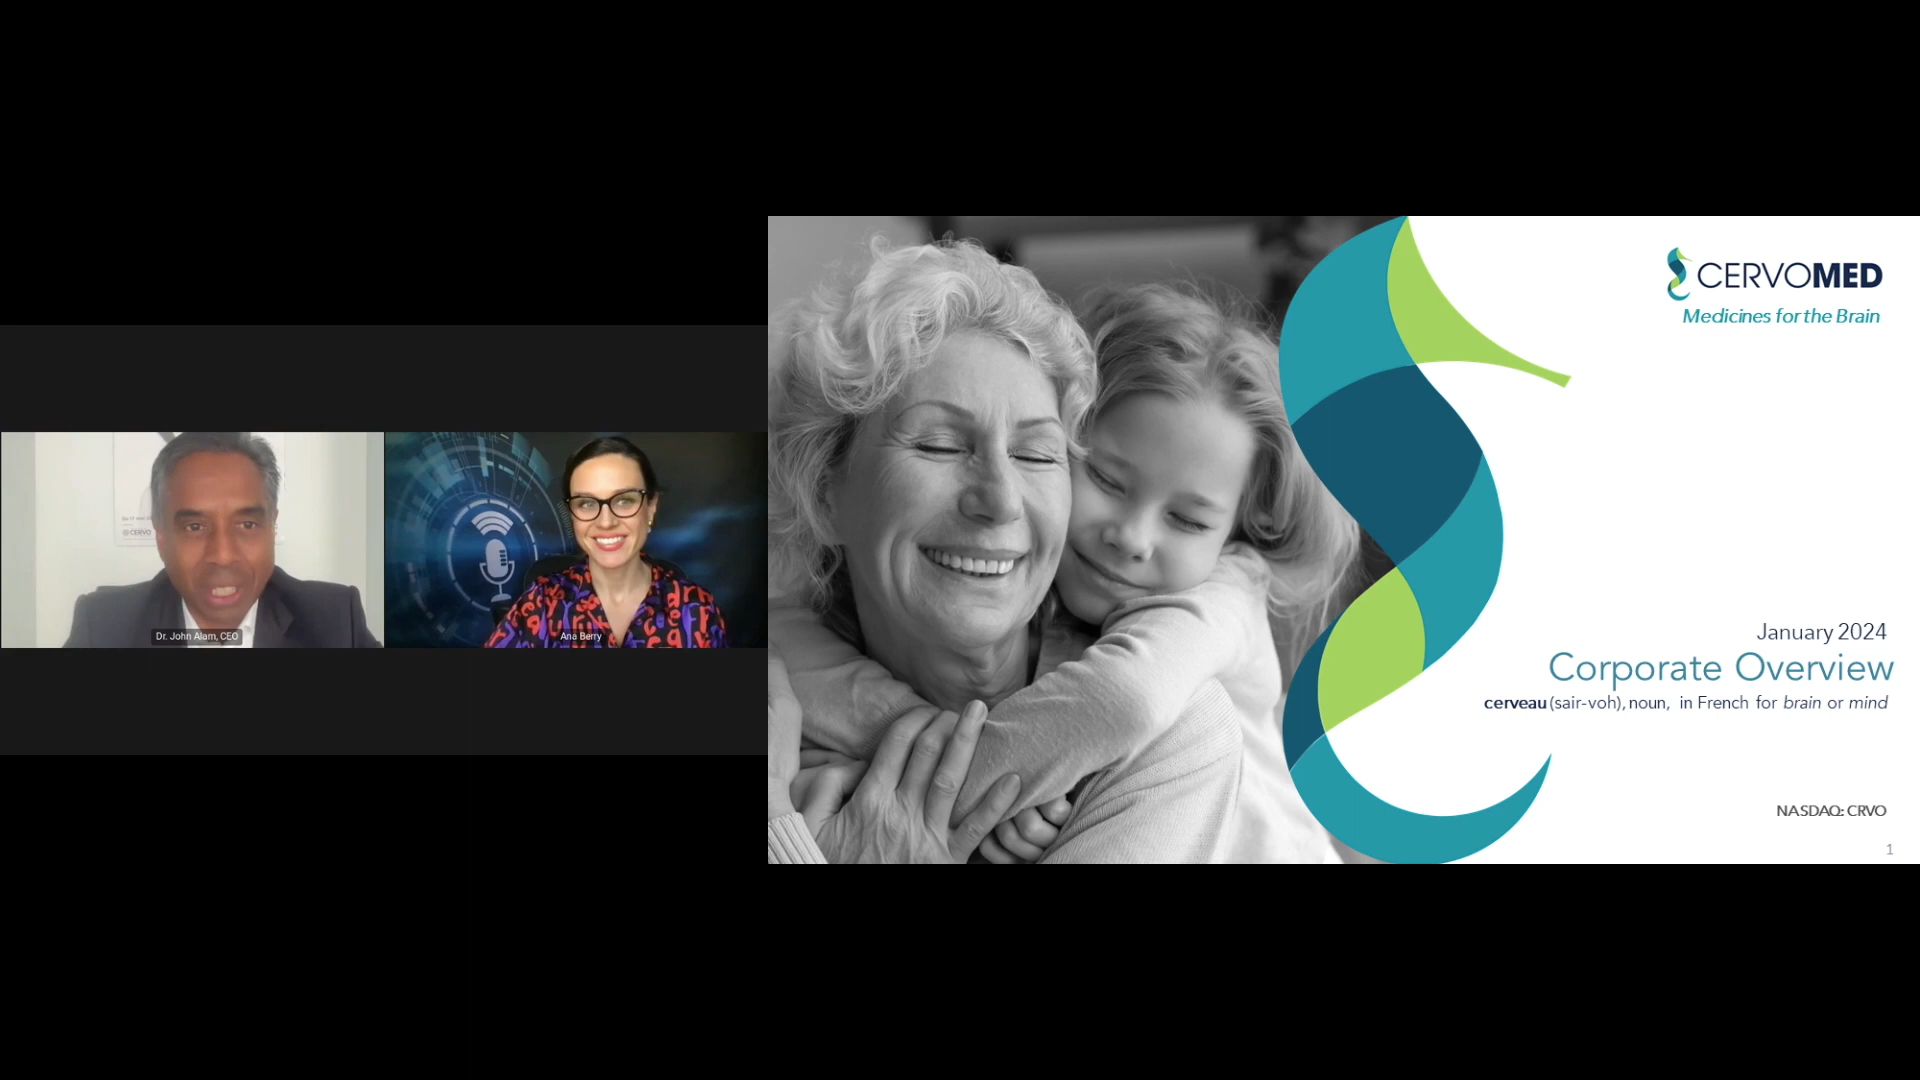 CERVO
Dr. John Alam, CEO
Ana Berry
CERVOMED
Medicines for the Brain
January 2024
Corporate Overview
cerveau (sair-voh), noun, in French for brain or mind
NASDAQ: CRVO
1